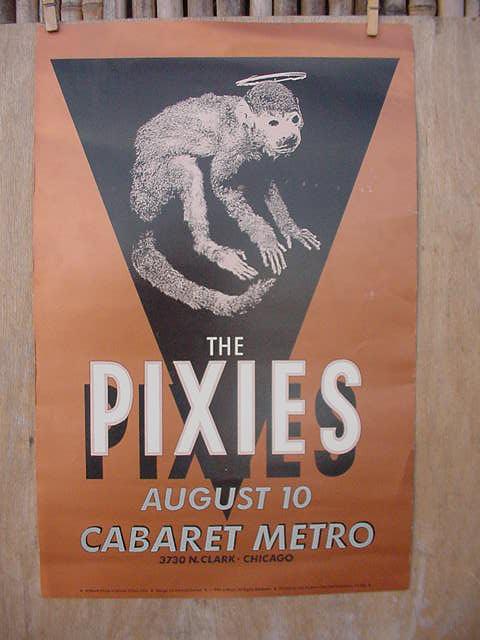 THE
PIXIES
AUGUST 10
CABARET METRO
3730 N. CLARK · CHICAGO